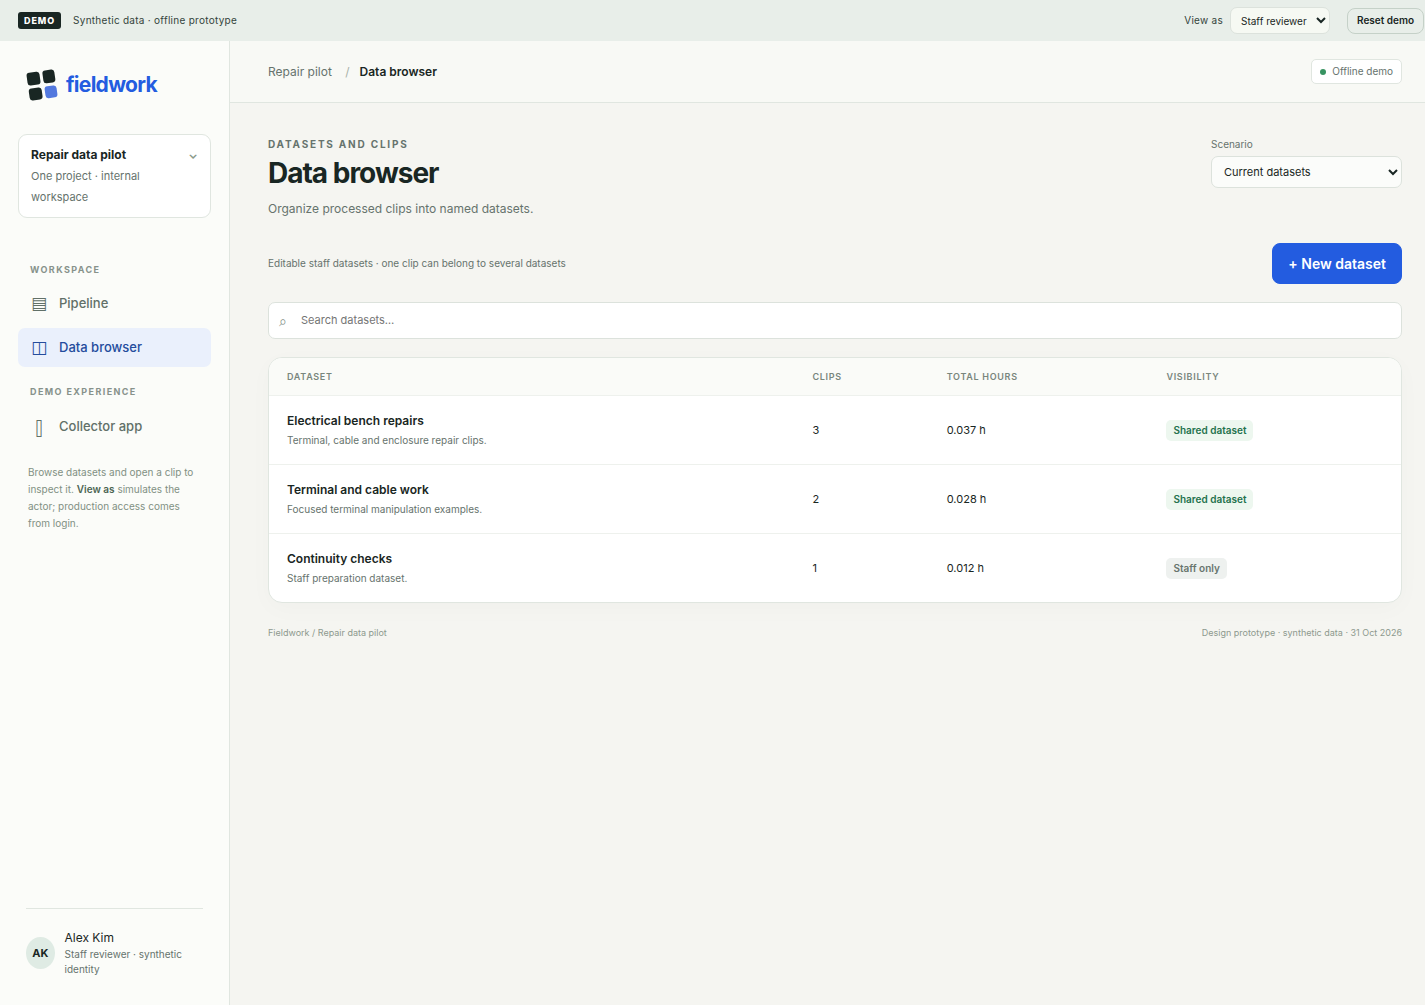 DEMO Synthetic data · offline prototype View as Staff reviewer Reset demo
fieldwork
Repair data pilot
One project · internal
workspace
WORKSPACE
Pipeline
Data browser
DEMO EXPERIENCE
Collector app
Browse datasets and open a clip to
inspect it. View as simulates the
actor; production access comes
from login.
AK
Alex Kim
Staff reviewer · synthetic
identity
Repair pilot / Data browser
Offline demo
DATASETS AND CLIPS
Data browser
Organize processed clips into named datasets.
Scenario
Current datasets
Editable staff datasets · one clip can belong to several datasets
+ New dataset
Search datasets...
DATASET CLIPS TOTAL HOURS VISIBILITY
Electrical bench repairs
Terminal, cable and enclosure repair clips.
3 0.037 h Shared dataset
Terminal and cable work
Focused terminal manipulation examples.
2 0.028 h Shared dataset
Continuity checks
Staff preparation dataset.
1 0.012 h Staff only
Fieldwork / Repair data pilot
Design prototype · synthetic data · 31 Oct 2026